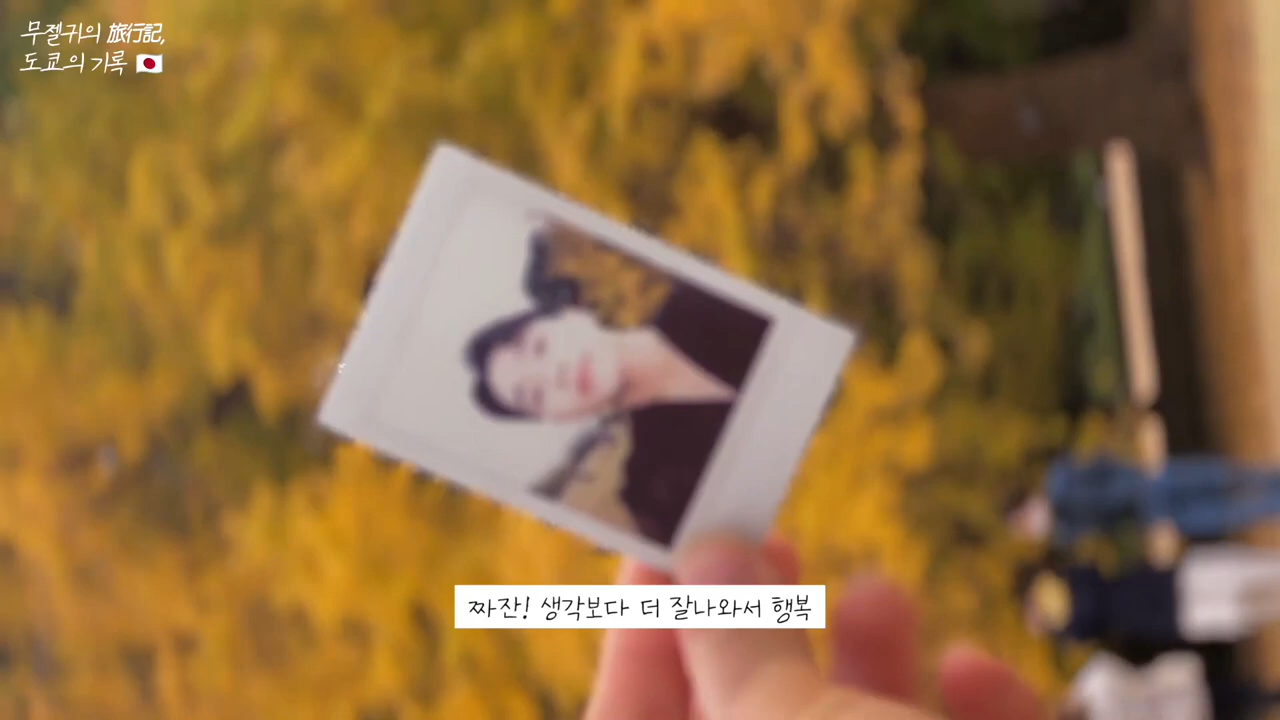 무젤귀의 旅行記,
도쿄의 기록 🇯🇵
짜잔! 생각보다 더 잘나와서 행복